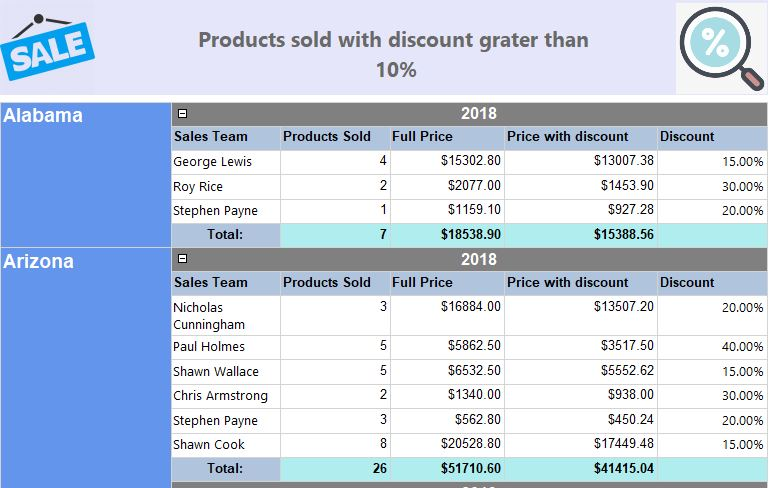 SALE
Products sold with discount grater than
10%
%
Alabama
2018
Sales Team Products Sold Full Price Price with discount Discount
George Lewis 4 $15302.80 $13007.38 15.00%
Roy Rice 2 $2077.00 $1453.90 30.00%
Stephen Payne 1 $1159.10 $927.28 20.00%
Total: 7 $18538.90 $15388.56
Arizona
2018
Sales Team Products Sold Full Price Price with discount Discount
Nicholas
Cunningham 3 $16884.00 $13507.20 20.00%
Paul Holmes 5 $5862.50 $3517.50 40.00%
Shawn Wallace 5 $6532.50 $5552.62 15.00%
Chris Armstrong 2 $1340.00 $938.00 30.00%
Stephen Payne 3 $562.80 $450.24 20.00%
Shawn Cook 8 $20528.80 $17449.48 15.00%
Total: 26 $51710.60 $41415.04